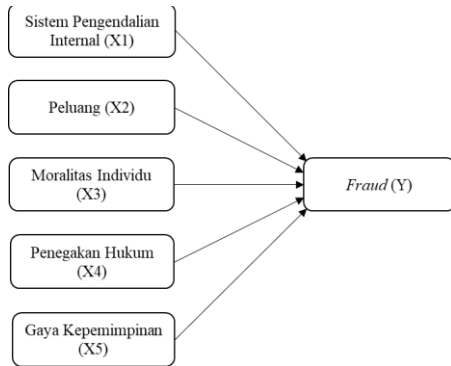 Sistem Pengendalian
Internal (X1)
Peluang (X2)
Moralitas Individu
(X3)
Penegakan Hukum
(X4)
Gaya Kepemimpinan
(X5)
Fraud (Y)